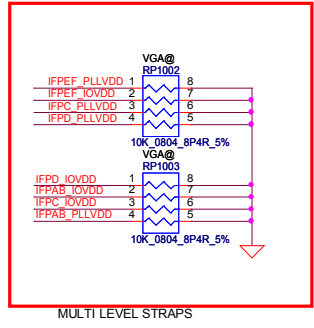 VGA@
RP1002
IFPEF_PLLVDD 1 8
IFPEF_IOVDD 2 7
IFPC_PLLVDD 3 6
IFPD_PLLVDD 4 5
10K_0804_8P4R_5%
VGA@
RP1003
IFPD_IOVDD 1 8
IFPAB_IOVDD 2 7
IFPC_IOVDD 3 6
IFPAB_PLLVDD 4 5
10K_0804_8P4R_5%
MULTI LEVEL STRAPS